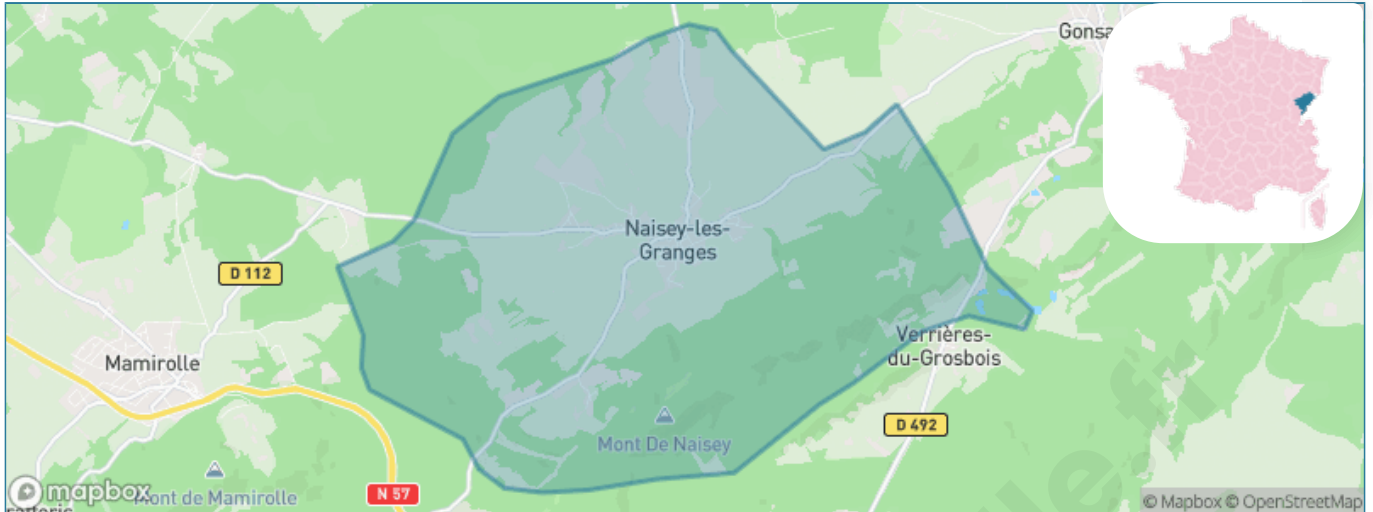 Gonsa
Naisey-les-
Granges
D 112
Mamirolle
Verrières-
du-Grosbois
D 492
Mont De Naisey
mapbox
Mont de Mamirolle
N 57
© Mapbox © OpenStreetMap